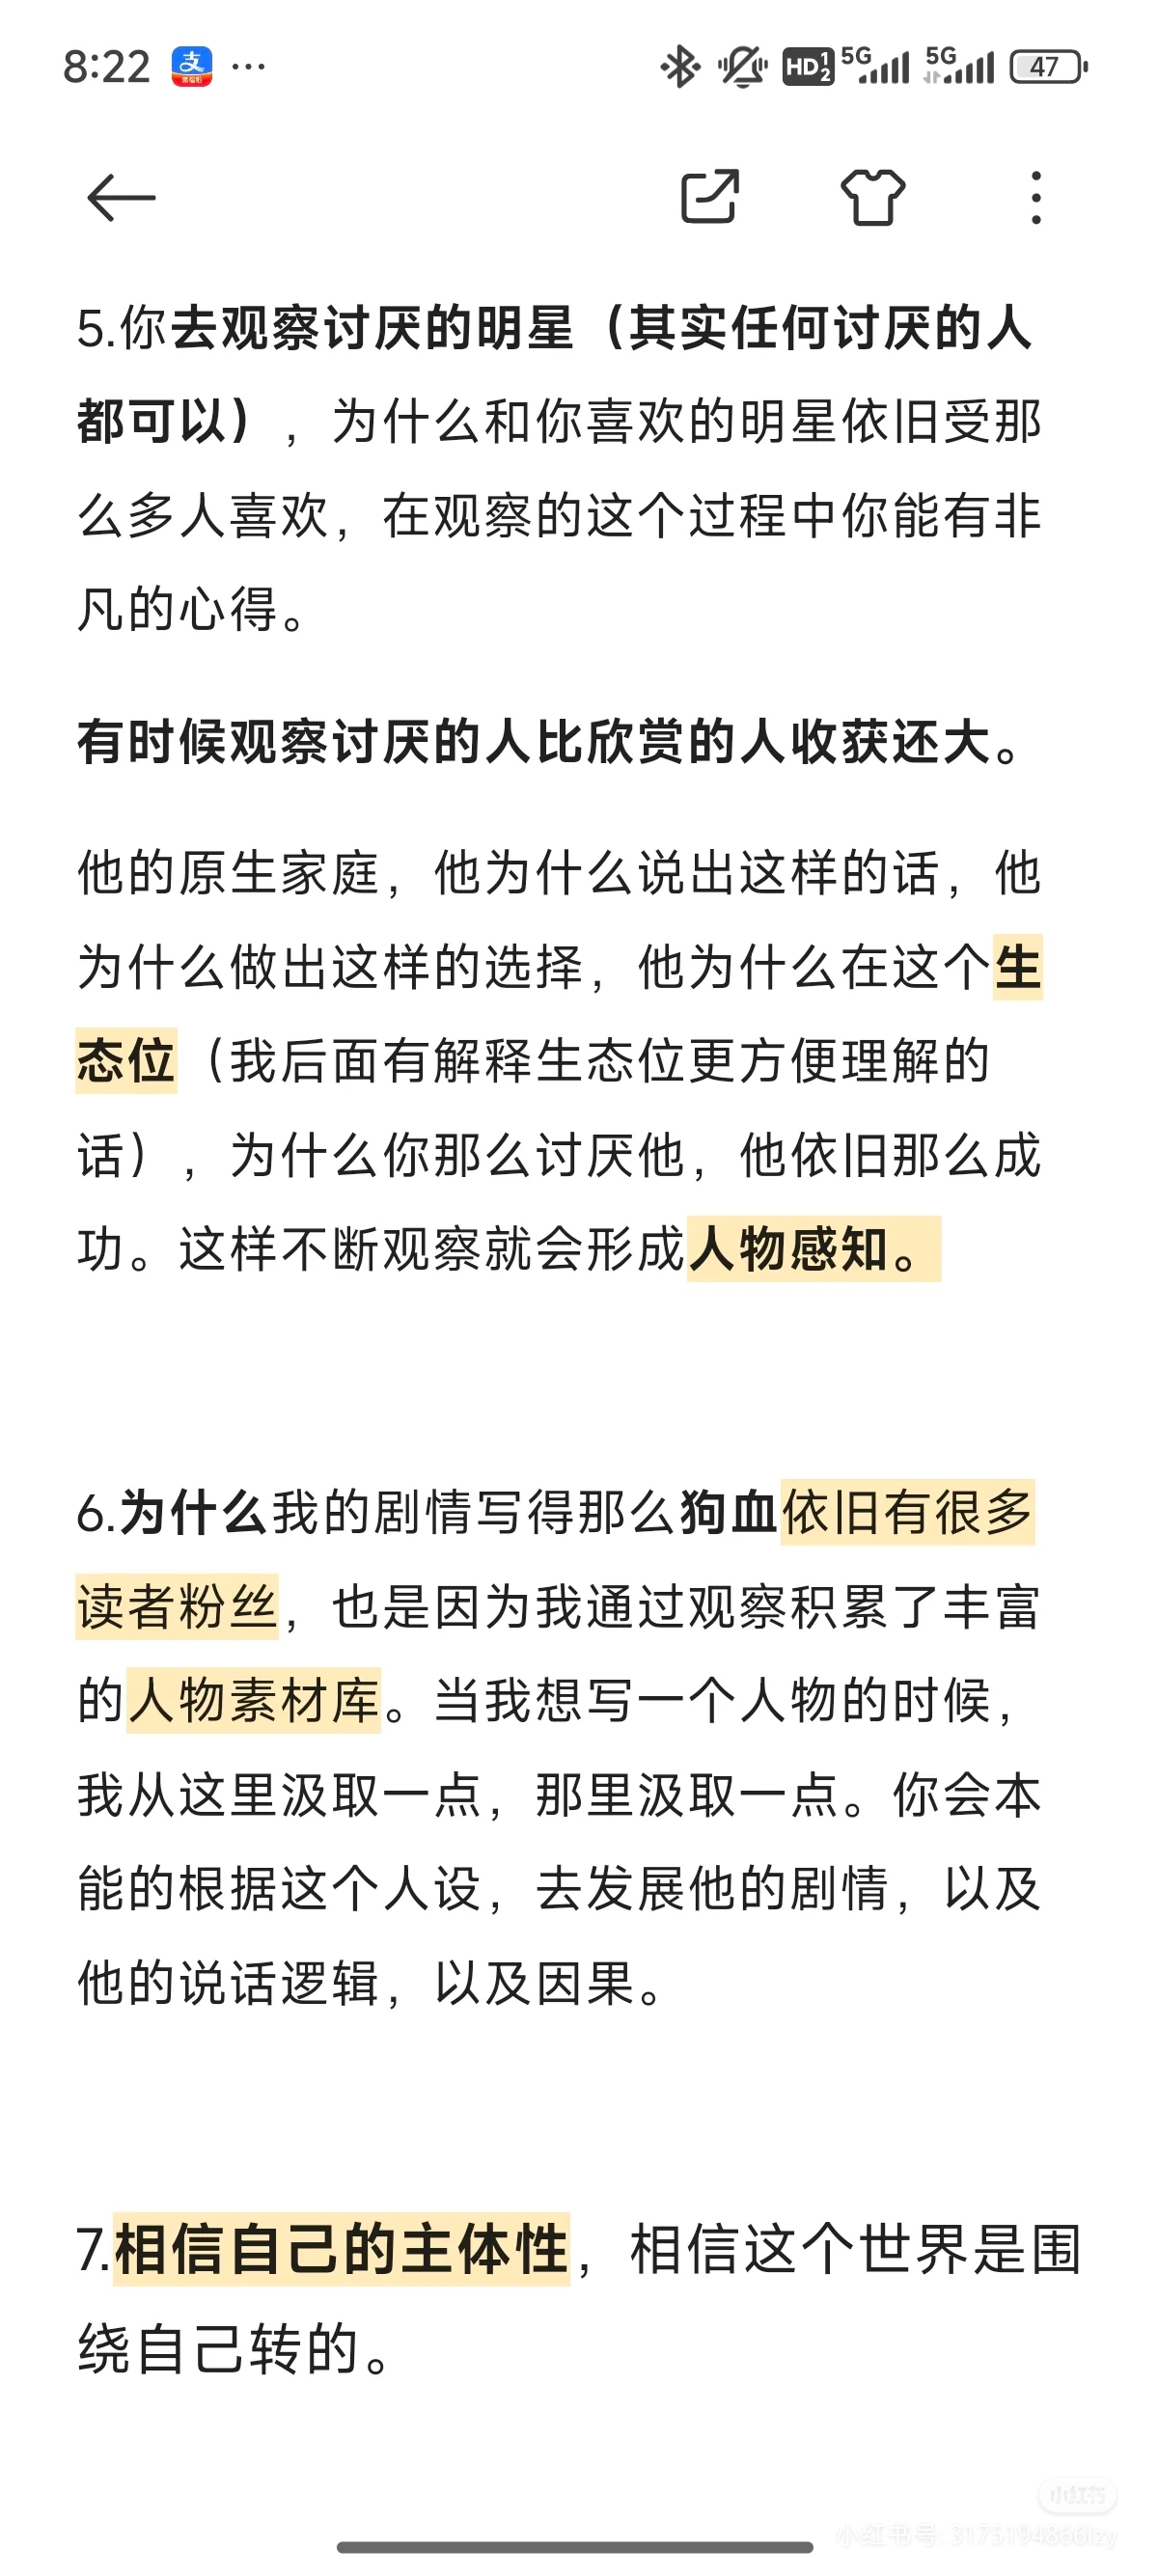 8:22 支 ··· HD 1 2 5G 5G 47
5.你去观察讨厌的明星（其实任何讨厌的人
都可以），为什么和你喜欢的明星依旧受那
么多人喜欢，在观察的这个过程中你能有非
凡的心得。
有时候观察讨厌的人比欣赏的人收获还大。
他的原生家庭，他为什么说出这样的话，他
为什么做出这样的选择，他为什么在这个生
态位（我后面有解释生态位更方便理解的
话），为什么你那么讨厌他，他依旧那么成
功。这样不断观察就会形成人物感知。
6.为什么我的剧情写得那么狗血依旧有很多
读者粉丝，也是因为我通过观察积累了丰富
的人物素材库。当我想写一个人物的时候，
我从这里汲取一点，那里汲取一点。你会本
能的根据这个人设，去发展他的剧情，以及
他的说话逻辑，以及因果。
7.相信自己的主体性，相信这个世界是围
绕自己转的。
小红书
小红书号: 3175194866lzy